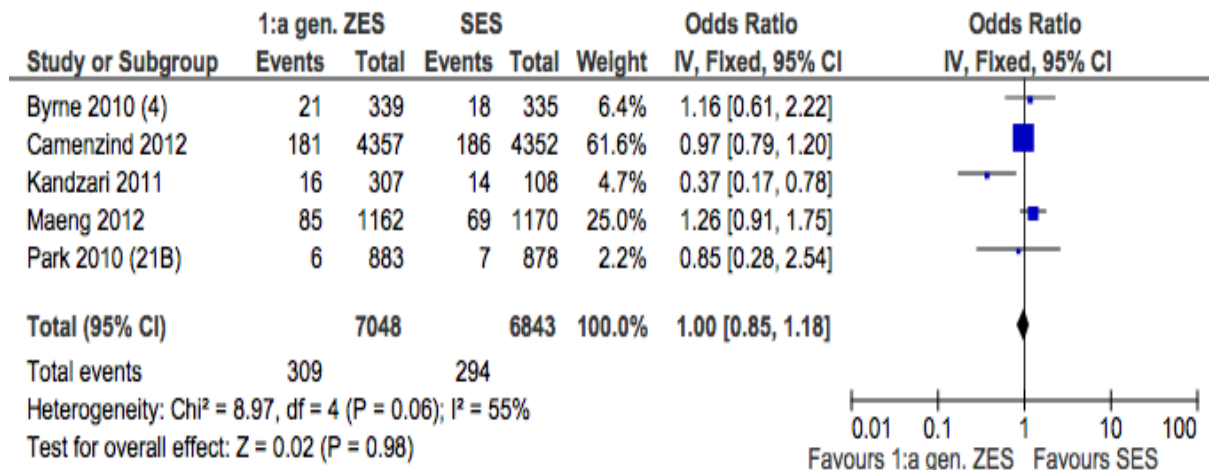 1:a gen. ZES SES Odds Ratio Odds Ratio
Study or Subgroup Events Total Events Total Weight IV, Fixed, 95% CI IV, Fixed, 95% CI
Byrne 2010 (4) 21 339 18 335 6.4% 1.16 [0.61, 2.22]
Camenzind 2012 181 4357 186 4352 61.6% 0.97 [0.79, 1.20]
Kandzari 2011 16 307 14 108 4.7% 0.37 [0.17, 0.78]
Maeng 2012 85 1162 69 1170 25.0% 1.26 [0.91, 1.75]
Park 2010 (21B) 6 883 7 878 2.2% 0.85 [0.28, 2.54]
Total (95% CI) 7048 6843 100.0% 1.00 [0.85, 1.18]
Total events 309 294
Heterogeneity: Chi² = 8.97, df = 4 (P = 0.06); I² = 55%
Test for overall effect: Z = 0.02 (P = 0.98)
0.01 0.1 1 10 100
Favours 1:a gen. ZES Favours SES